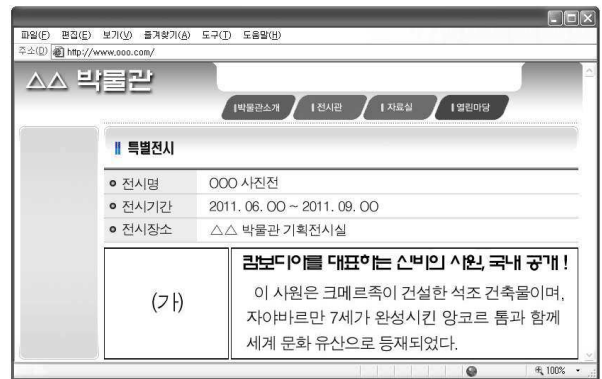 파일(F) 편집(E) 보기(V) 즐겨찾기(A) 도구(T) 도움말(H)
주소(D) http://www.ooo.com/
△△ 박물관
박물관소개 전시관 자료실 열린마당
특별전시
전시명 OOO 사진전
전시기간 2011. 06. OO ~ 2011. 09. OO
전시장소 △△ 박물관 기획전시실
(가)
캄보디아를 대표하는 신비의 사원, 국내 공개!
이 사원은 크메르족이 건설한 석조 건축물이며,
자야바르만 7세가 완성시킨 앙코르 톰과 함께
세계 문화 유산으로 등재되었다.
100%